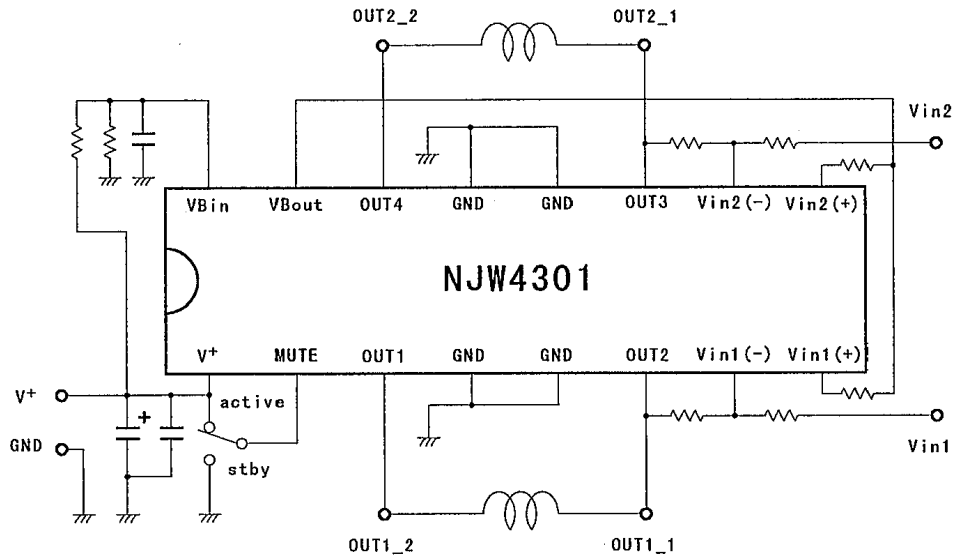 OUT2_2
OUT2_1
Vin2
VBin
VBout
OUT4
GND
GND
OUT3
Vin2(-)
Vin2(+)
NJW4301
V+
MUTE
OUT1
GND
GND
OUT2
Vin1(-)
Vin1(+)
V+
active
+
GND
stby
Vin1
OUT1_2
OUT1_1